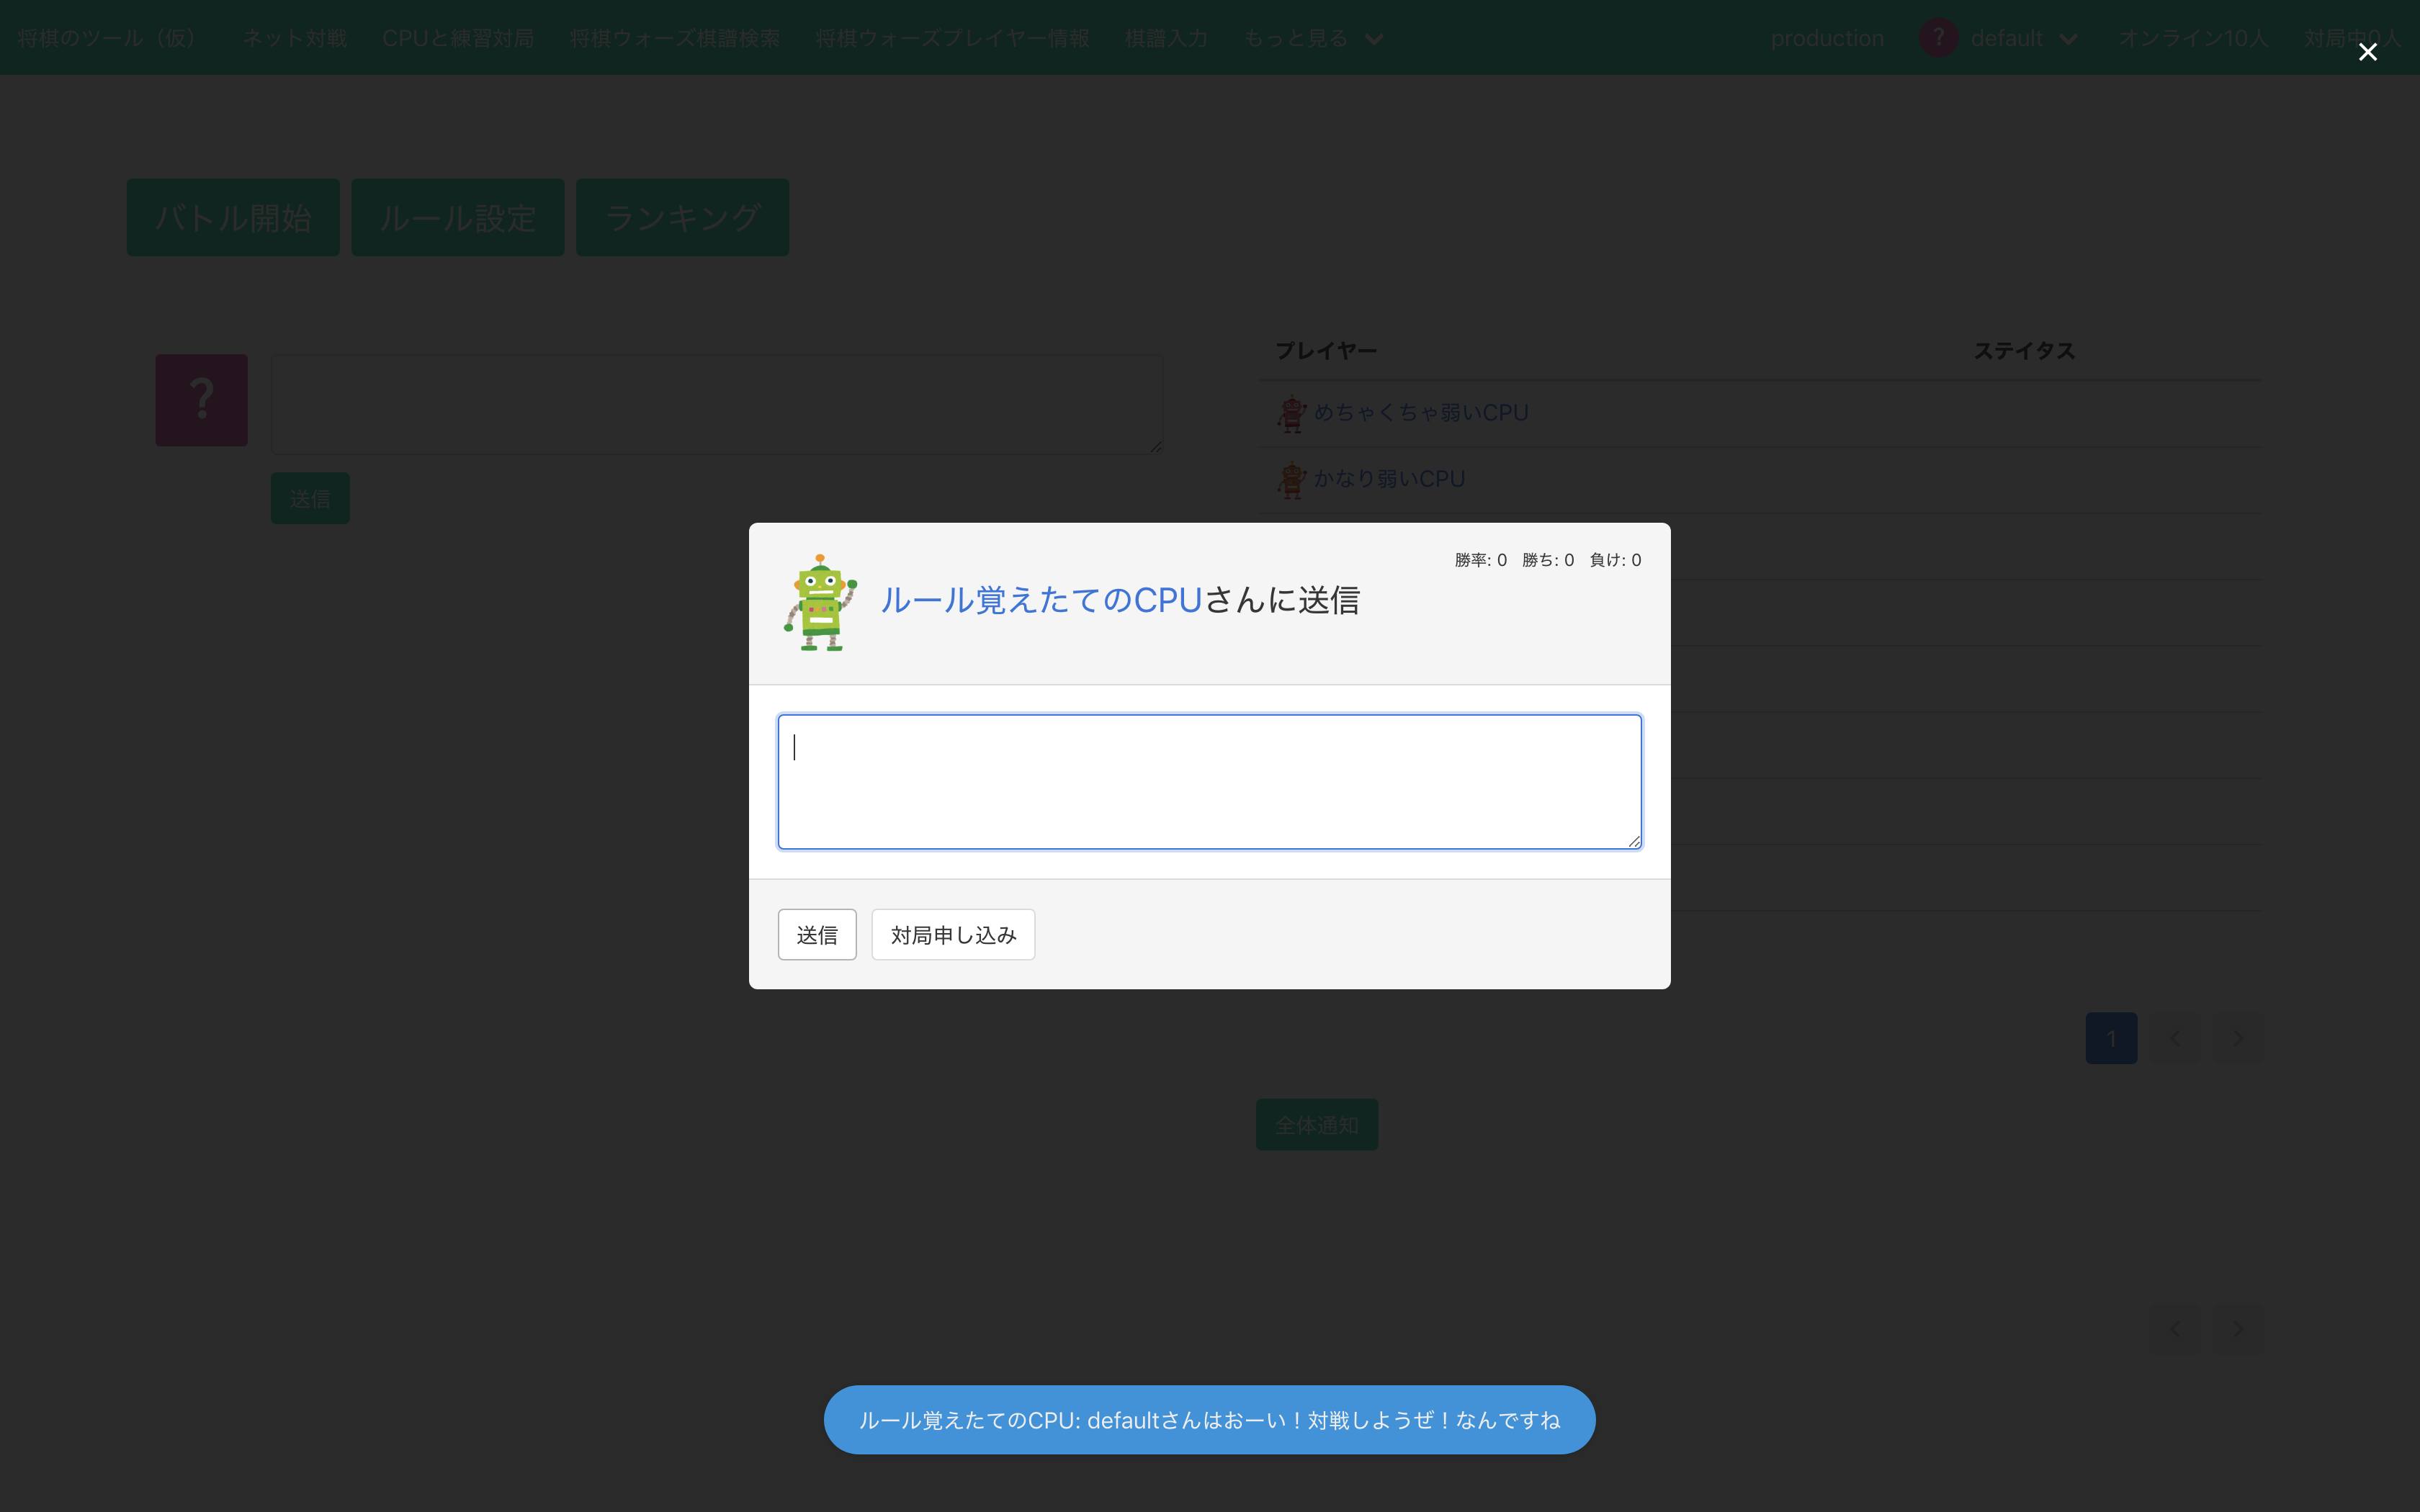 将棋のツール（仮） ネット対戦 CPUと練習対局 将棋ウォーズ棋譜検索 将棋ウォーズプレイヤー情報 棋譜入力 もっと見る production ? default オンライン10人 対局中0人
バトル開始 ルール設定 ランキング
プレイヤー ステイタス
?
めちゃくちゃ弱いCPU
かなり弱いCPU
送信
勝率: 0 勝ち: 0 負け: 0
ルール覚えたてのCPUさんに送信
送信 対局申し込み
1
全体通知
ルール覚えたてのCPU: defaultさんはおーい！対戦しようぜ！なんですね